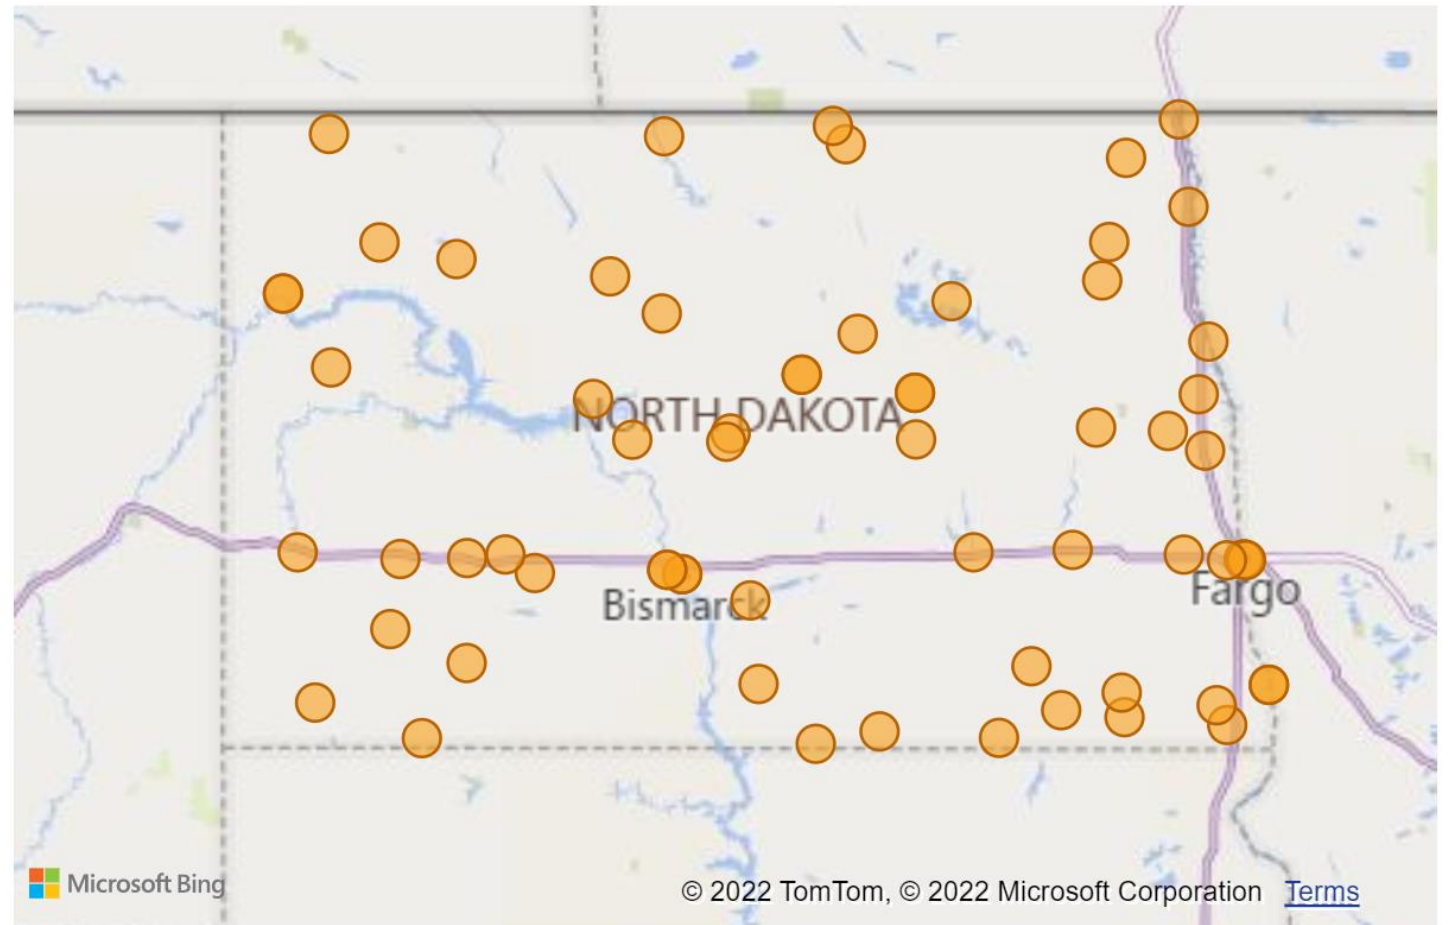 NORTH DAKOTA
Bismarck
Fargo
Microsoft Bing
© 2022 TomTom, © 2022 Microsoft Corporation Terms